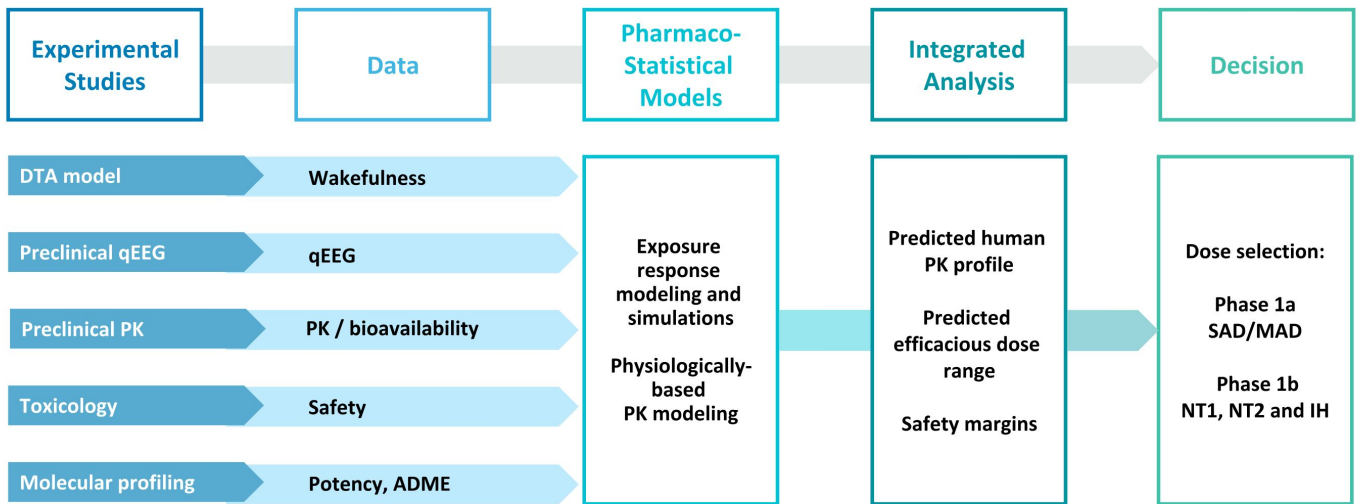 Experimental
Studies
Data
Pharmaco-
Statistical
Models
Integrated
Analysis
Decision
DTA model
Wakefulness
Preclinical qEEG
qEEG
Preclinical PK
PK / bioavailability
Toxicology
Safety
Molecular profiling
Potency, ADME
Exposure
response
modeling and
simulations
Physiologically-
based
PK modeling
Predicted human
PK profile
Predicted
efficacious dose
range
Safety margins
Dose selection:
Phase 1a
SAD/MAD
Phase 1b
NT1, NT2 and IH